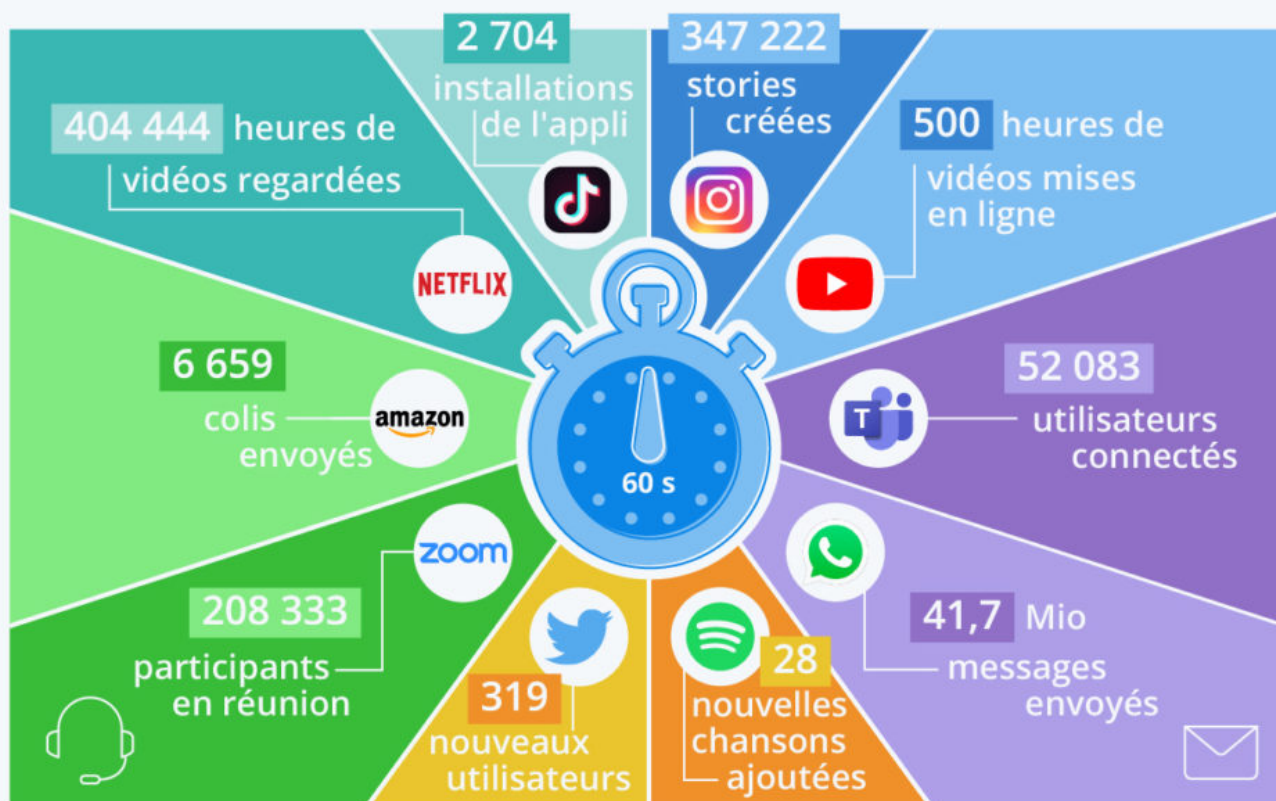 2 704
installations
de l'appli
347 222
stories
créées
404 444 heures de
vidéos regardées
NETFLIX
500 heures de
vidéos mises
en ligne
6 659
colis
envoyés
amazon
60 s
T
52 083
utilisateurs
connectés
zoom
208 333
participants
en réunion
319
nouveaux
utilisateurs
28
nouvelles
chansons
ajoutées
41,7 Mio
messages
envoyés